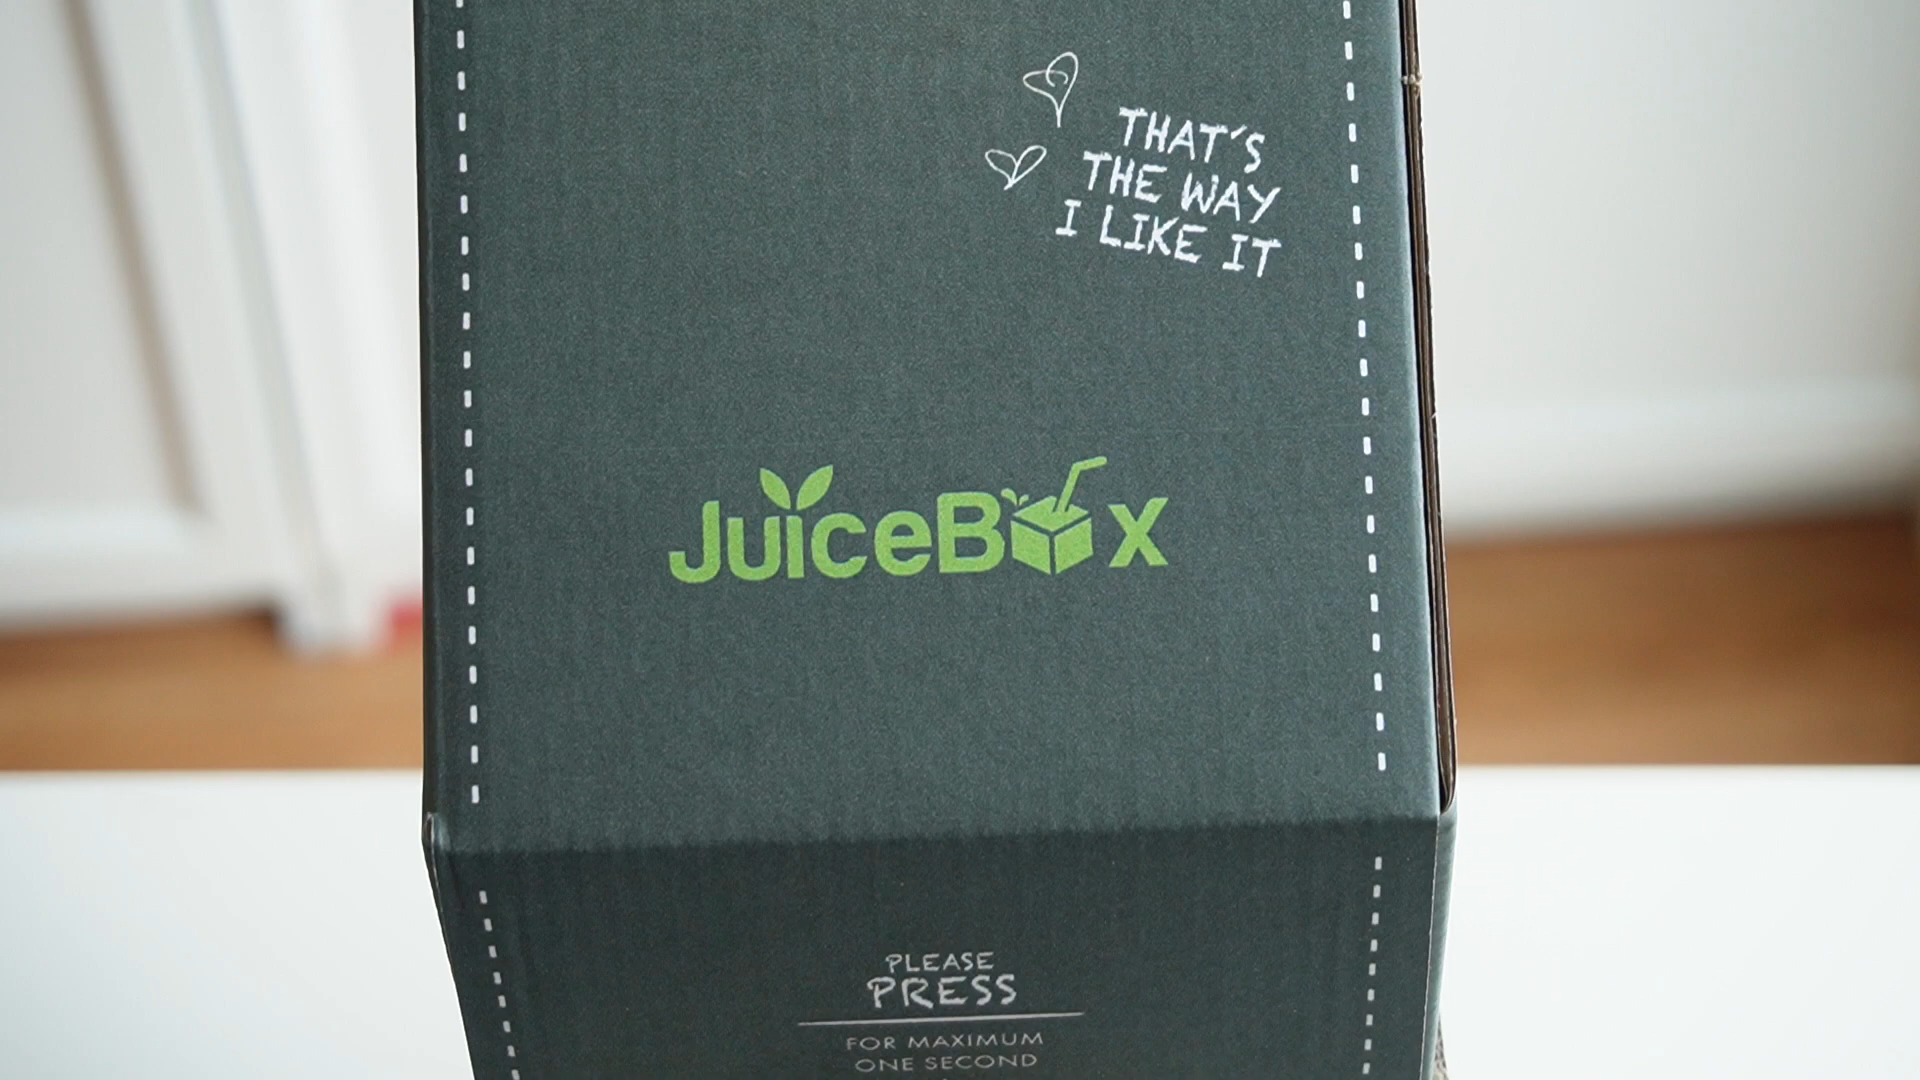 THAT'S
THE WAY
I LIKE IT
JuiceBox
PLEASE
PRESS
FOR MAXIMUM
ONE SECOND